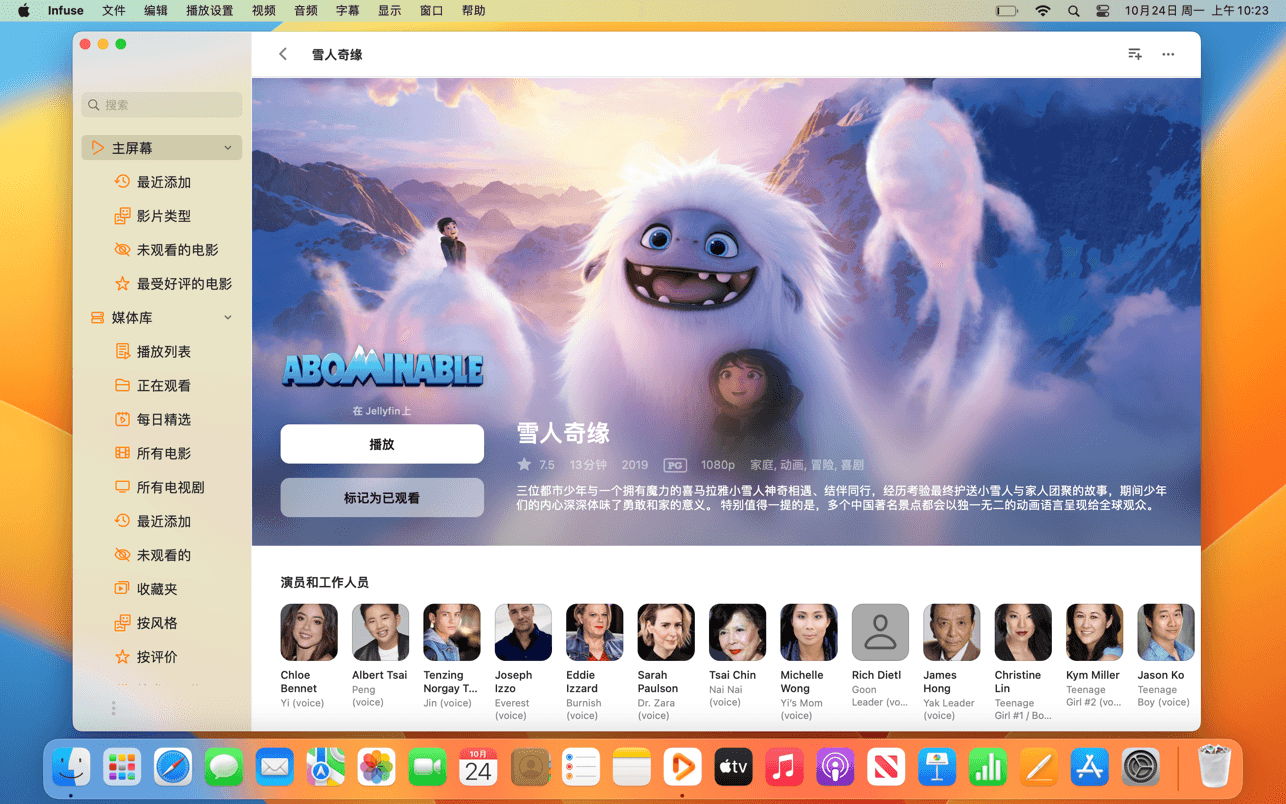 Infuse 文件 编辑 播放设置 视频 音频 字幕 显示 窗口 帮助 10月24日 周一 上午 10:23
雪人奇缘
搜索
主屏幕
最近添加
影片类型
未观看的电影
最受好评的电影
媒体库
播放列表
正在观看
每日精选
所有电影
所有电视剧
最近添加
未观看的
收藏夹
按风格
按评价
ABOMINABLE
在 Jellyfin 上
播放
标记为已观看
雪人奇缘
7.5 13分钟 2019 PG 1080p 家庭, 动画, 冒险, 喜剧
三位都市少年与一个拥有魔力的喜马拉雅小雪人神奇相遇、结伴同行，经历考验最终护送小雪人与家人团聚的故事，期间少年
们的内心深深体味了勇敢和家的意义。 特别值得一提的是，多个中国著名景点都会以独一无二的动画语言呈现给全球观众。
演员和工作人员
Chloe
Bennet
Yi (voice)
Albert Tsai
Peng
(voice)
Tenzing
Norgay T...
Jin (voice)
Joseph
Izzo
Everest
(voice)
Eddie
Izzard
Burnish
(voice)
Sarah
Paulson
Dr. Zara
(voice)
Tsai Chin
Nai Nai
(voice)
Michelle
Wong
Yi's Mom
(voice)
Rich Dietl
Goon
Leader (vo...
James
Hong
Yak Leader
(voice)
Christine
Lin
Teenage
Girl #1 / Bo...
Kym Miller
Teenage
Girl #2 (vo...
Jason Ko
Teenage
Boy (voice)
10月
24
tv